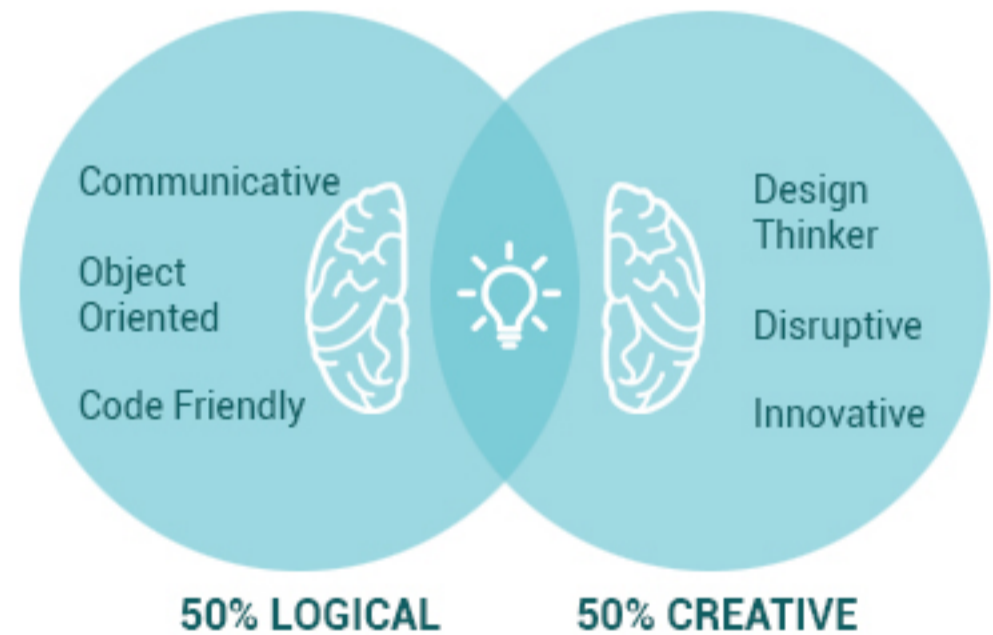 Communicative
Object
Oriented
Code Friendly
Design
Thinker
Disruptive
Innovative
50% LOGICAL
50% CREATIVE